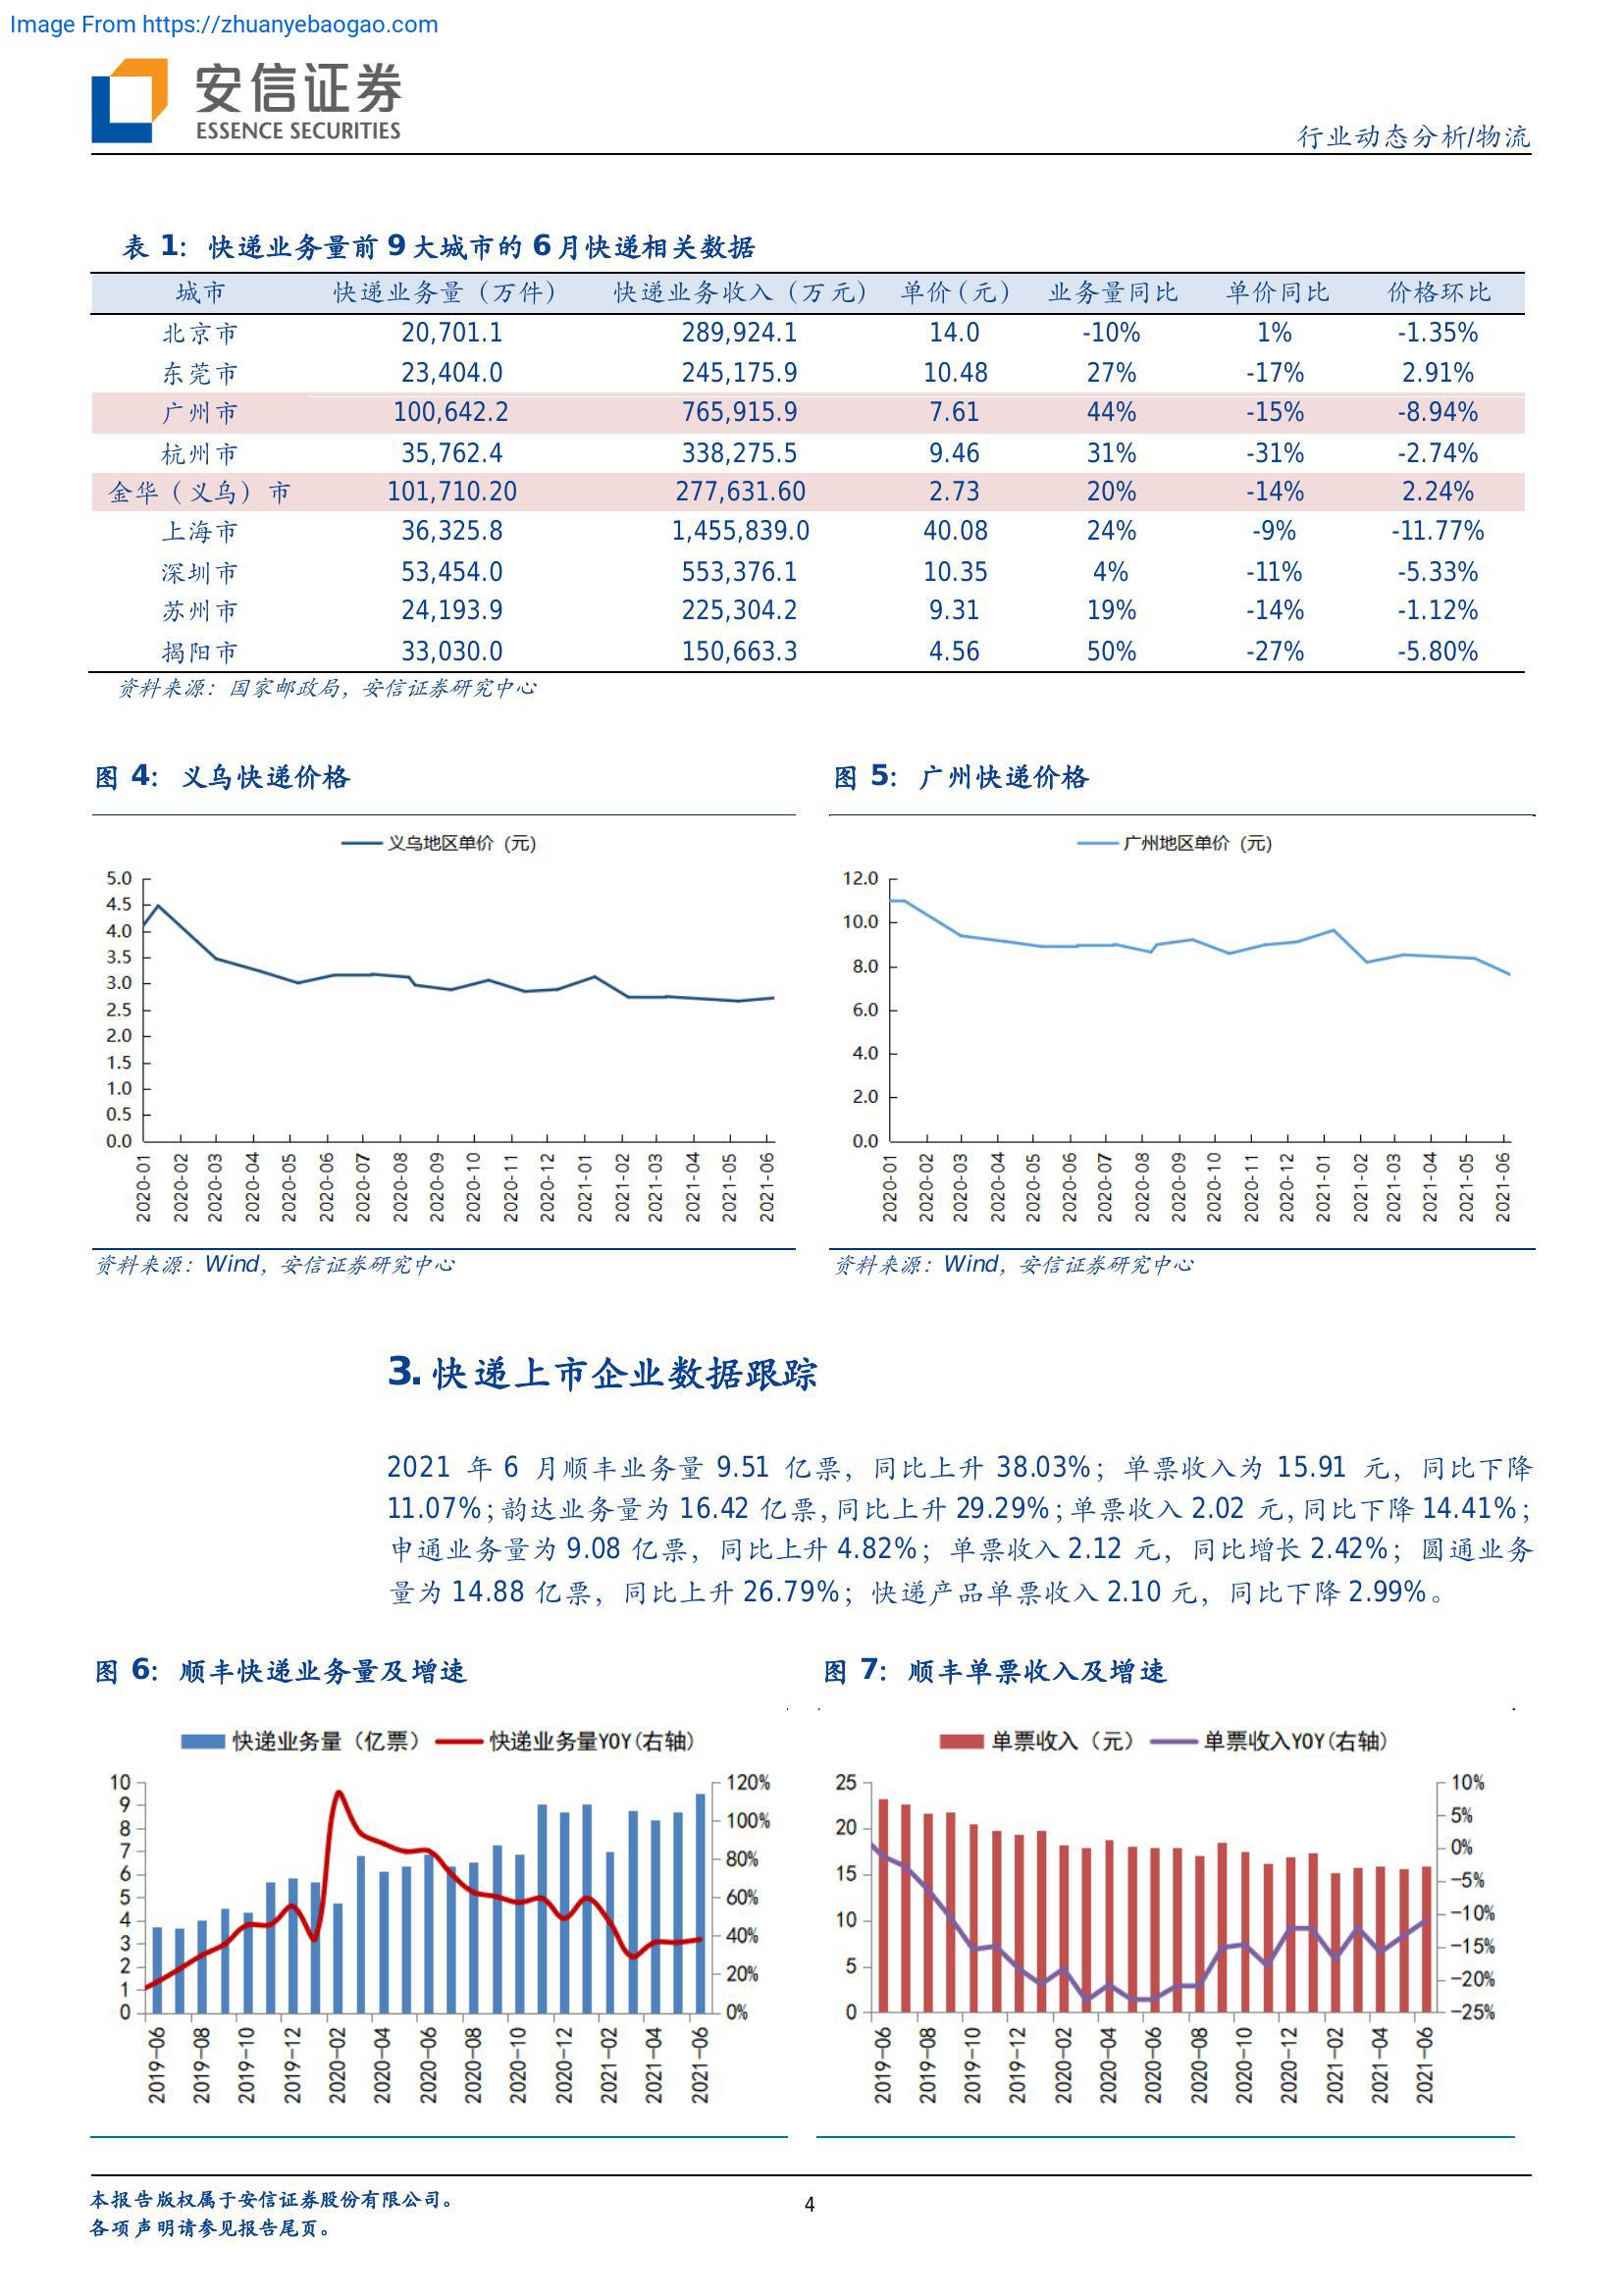 Image From https://zhuanyebaogao.com
安信证券
ESSENCE SECURITIES
行业动态分析/物流
表 1: 快递业务量前 9 大城市的 6 月快递相关数据
城市 快递业务量（万件） 快递业务收入（万元） 单价（元） 业务量同比 单价同比 价格环比
北京市 20,701.1 289,924.1 14.0 -10% 1% -1.35%
东莞市 23,404.0 245,175.9 10.48 27% -17% 2.91%
广州市 100,642.2 765,915.9 7.61 44% -15% -8.94%
杭州市 35,762.4 338,275.5 9.46 31% -31% -2.74%
金华（义乌）市 101,710.20 277,631.60 2.73 20% -14% 2.24%
上海市 36,325.8 1,455,839.0 40.08 24% -9% -11.77%
深圳市 53,454.0 553,376.1 10.35 4% -11% -5.33%
苏州市 24,193.9 225,304.2 9.31 19% -14% -1.12%
揭阳市 33,030.0 150,663.3 4.56 50% -27% -5.80%
资料来源：国家邮政局，安信证券研究中心
图 4: 义乌快递价格
义乌地区单价 (元)
5.0
4.5
4.0
3.5
3.0
2.5
2.0
1.5
1.0
0.5
0.0
2020-01 2020-02 2020-03 2020-04 2020-05 2020-06 2020-07 2020-08 2020-09 2020-10 2020-11 2020-12 2021-01 2021-02 2021-03 2021-04 2021-05 2021-06
资料来源：Wind，安信证券研究中心
图 5: 广州快递价格
广州地区单价 (元)
12.0
10.0
8.0
6.0
4.0
2.0
0.0
2020-01 2020-02 2020-03 2020-04 2020-05 2020-06 2020-07 2020-08 2020-09 2020-10 2020-11 2020-12 2021-01 2021-02 2021-03 2021-04 2021-05 2021-06
资料来源：Wind，安信证券研究中心
3. 快递上市企业数据跟踪
2021 年 6 月顺丰业务量 9.51 亿票，同比上升 38.03%；单票收入为 15.91 元，同比下降
11.07%；韵达业务量为 16.42 亿票，同比上升 29.29%；单票收入 2.02 元，同比下降 14.41%；
申通业务量为 9.08 亿票，同比上升 4.82%；单票收入 2.12 元，同比增长 2.42%；圆通业务
量为 14.88 亿票，同比上升 26.79%；快递产品单票收入 2.10 元，同比下降 2.99%。
图 6: 顺丰快递业务量及增速
快递业务量（亿票） 快递业务量YOY(右轴)
10
9
8
7
6
5
4
3
2
1
0
120%
100%
80%
60%
40%
20%
0%
2019-06 2019-08 2019-10 2019-12 2020-02 2020-04 2020-06 2020-08 2020-10 2020-12 2021-02 2021-04 2021-06
图 7: 顺丰单票收入及增速
单票收入（元） 单票收入YOY(右轴)
25
20
15
10
5
0
10%
5%
0%
-5%
-10%
-15%
-20%
-25%
2019-06 2019-08 2019-10 2019-12 2020-02 2020-04 2020-06 2020-08 2020-10 2020-12 2021-02 2021-04 2021-06
本报告版权属于安信证券股份有限公司。
各项声明请参见报告尾页。
4